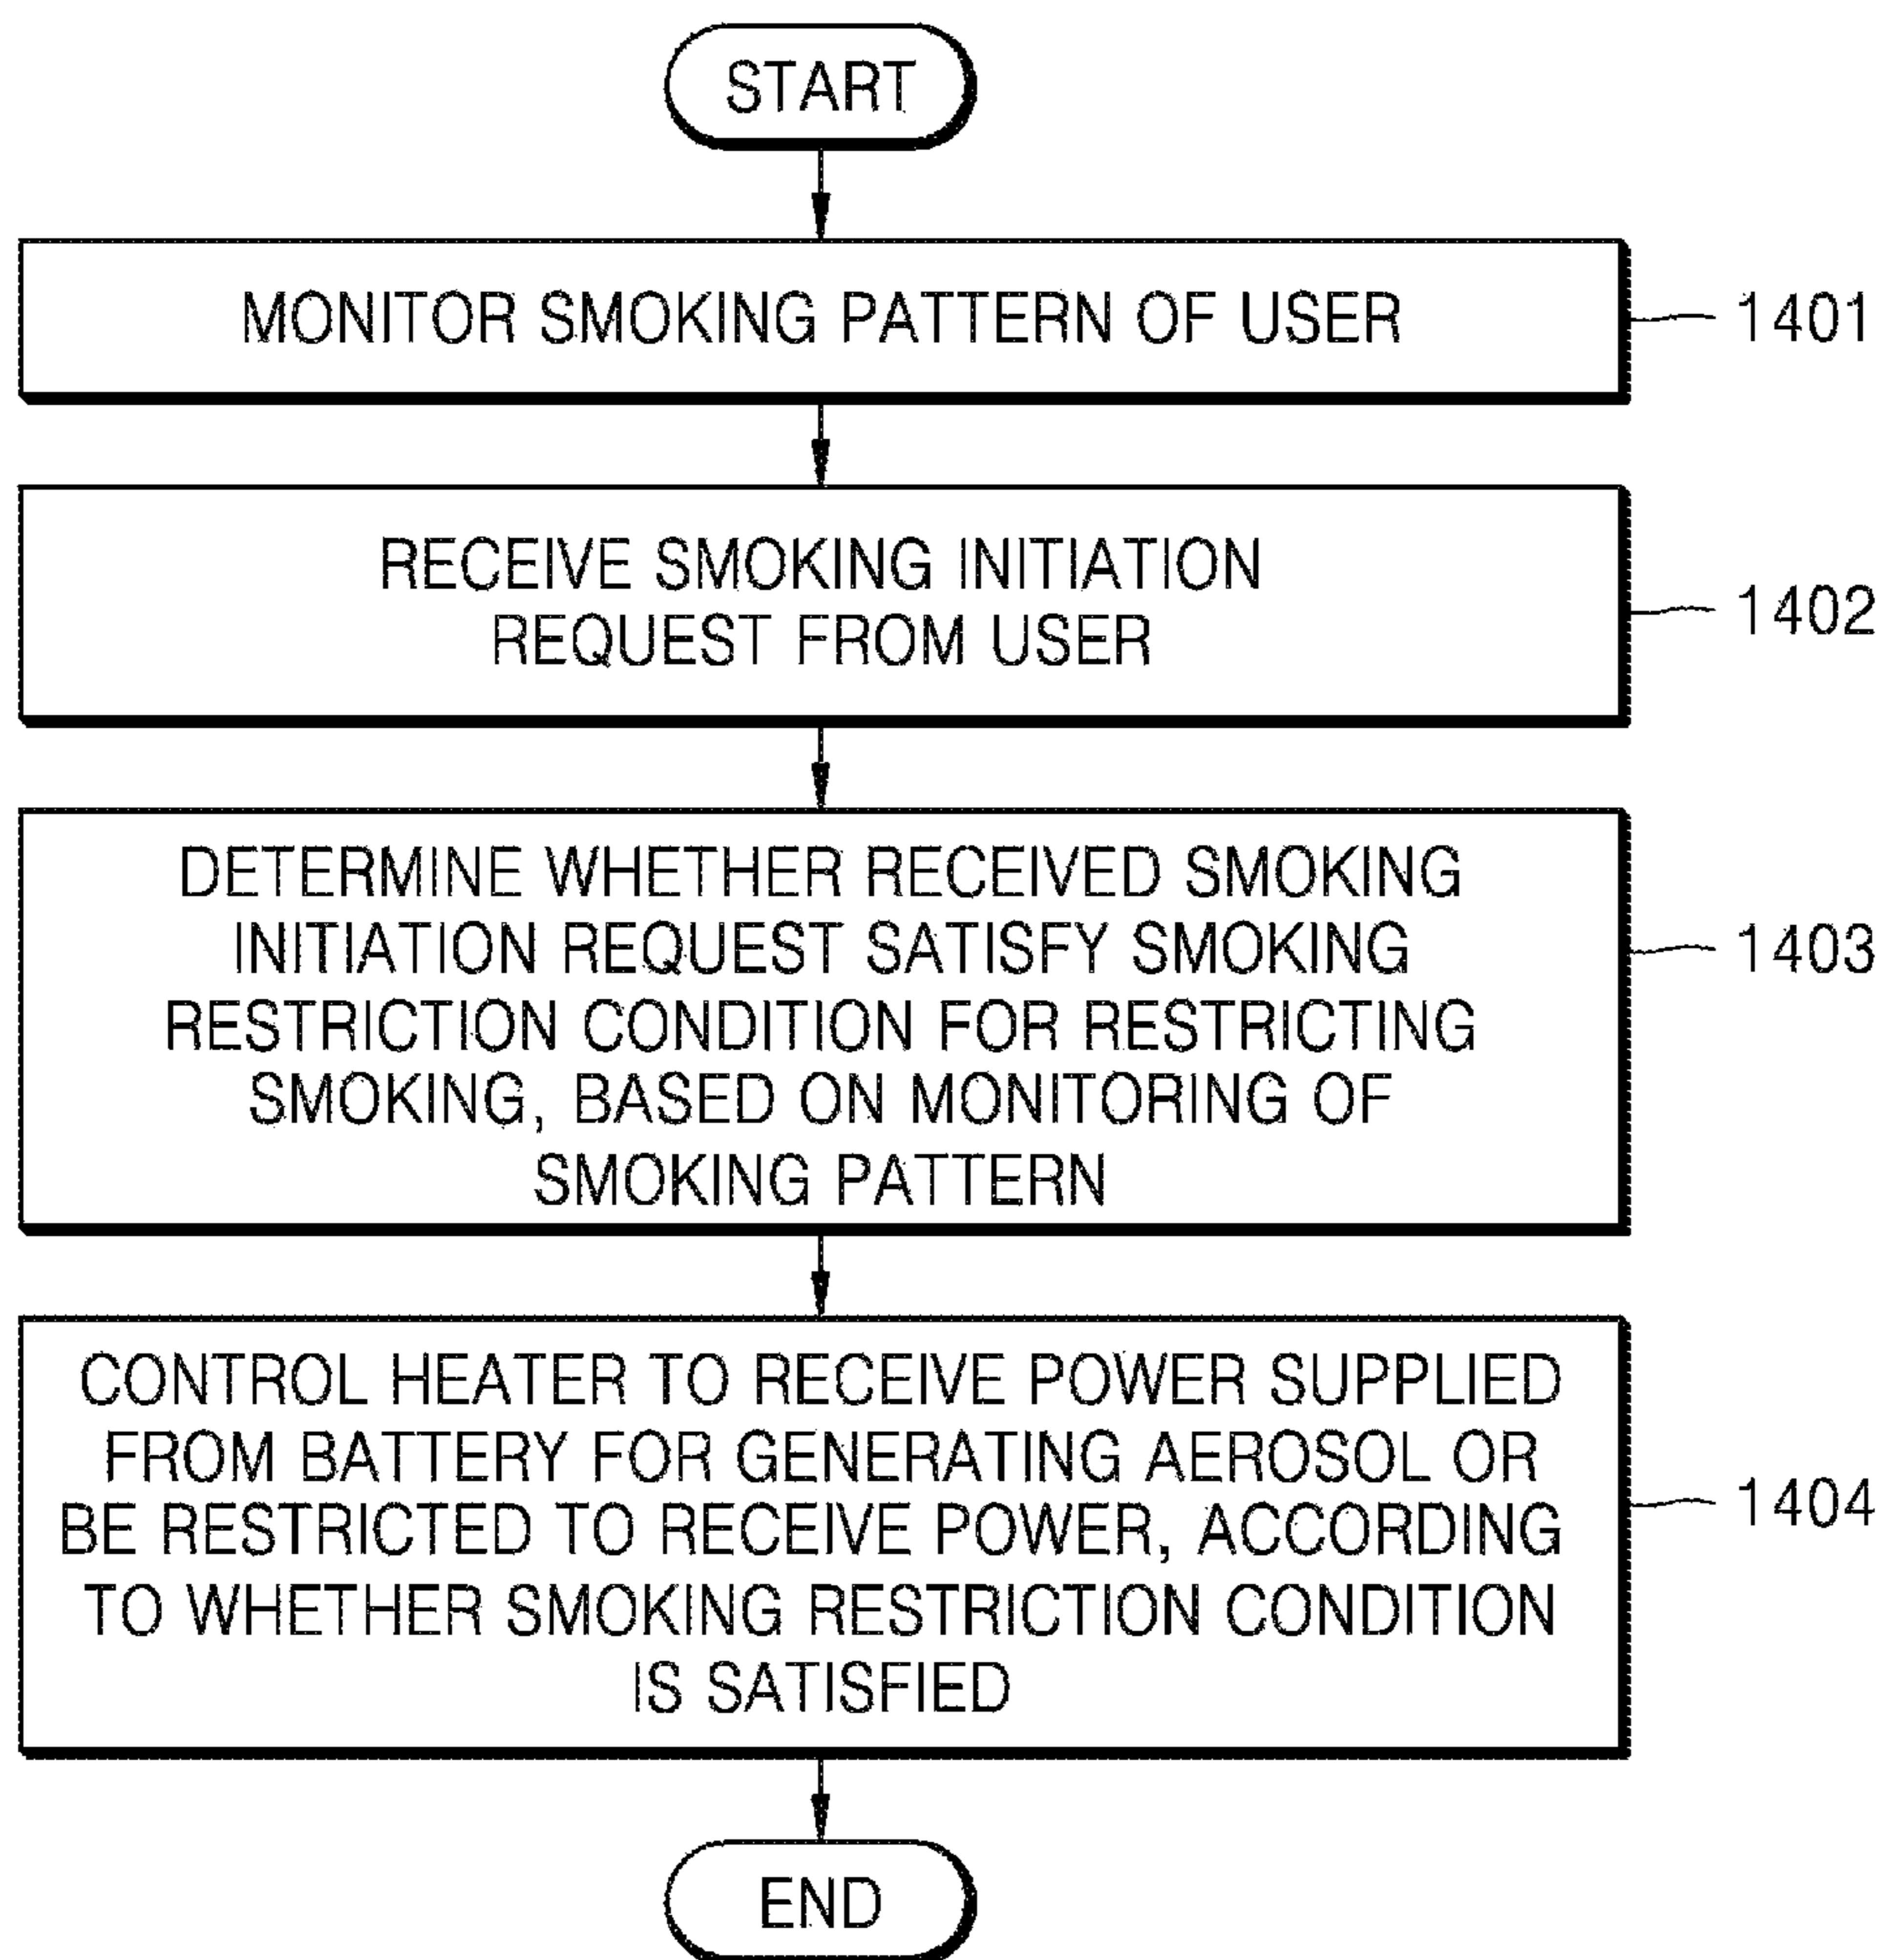 START
MONITOR SMOKING PATTERN OF USER
1401
RECEIVE SMOKING INITIATION
REQUEST FROM USER
1402
DETERMINE WHETHER RECEIVED SMOKING
INITIATION REQUEST SATISFY SMOKING
RESTRICTION CONDITION FOR RESTRICTING
SMOKING, BASED ON MONITORING OF
SMOKING PATTERN
1403
CONTROL HEATER TO RECEIVE POWER SUPPLIED
FROM BATTERY FOR GENERATING AEROSOL OR
BE RESTRICTED TO RECEIVE POWER, ACCORDING
TO WHETHER SMOKING RESTRICTION CONDITION
IS SATISFIED
1404
END